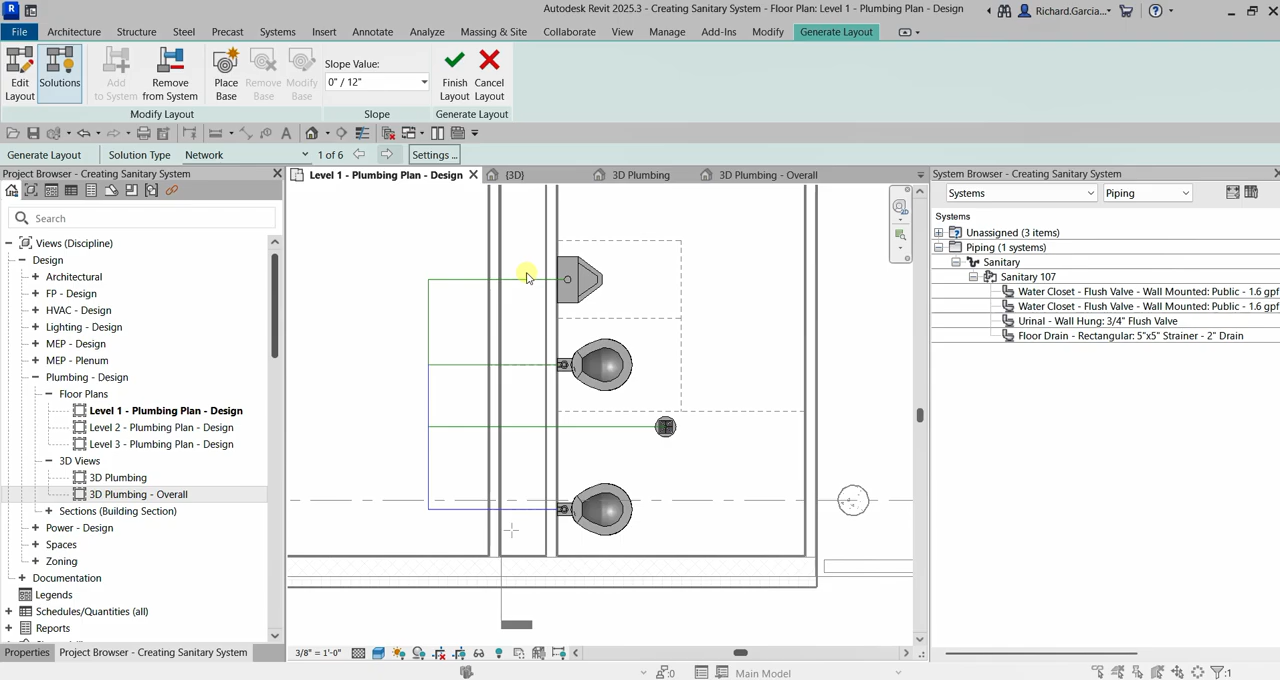 Autodesk Revit 2025.3 - Creating Sanitary System - Floor Plan: Level 1 - Plumbing Plan - Design
Richard.Garcia...
File Architecture Structure Steel Precast Systems Insert Annotate Analyze Massing & Site Collaborate View Manage Add-Ins Modify Generate Layout
Edit Layout
Solutions
Add to System
Remove from System
Place Base
Remove Base
Modify Base
Slope Value:
0" / 12"
Finish Layout
Cancel Layout
Modify Layout
Slope
Generate Layout
Generate Layout Solution Type Network 1 of 6 Settings ...
Project Browser - Creating Sanitary System
Search
Views (Discipline)
Design
Architectural
FP - Design
HVAC - Design
Lighting - Design
MEP - Design
MEP - Plenum
Plumbing - Design
Floor Plans
Level 1 - Plumbing Plan - Design
Level 2 - Plumbing Plan - Design
Level 3 - Plumbing Plan - Design
3D Views
3D Plumbing
3D Plumbing - Overall
Sections (Building Section)
Power - Design
Spaces
Zoning
Documentation
Legends
Schedules/Quantities (all)
Reports
Properties
Project Browser - Creating Sanitary System
Level 1 - Plumbing Plan - Design
{3D}
3D Plumbing
3D Plumbing - Overall
3/8" = 1'-0"
System Browser - Creating Sanitary System
Systems
Piping
Systems
Unassigned (3 items)
Piping (1 systems)
Sanitary
Sanitary 107
Water Closet - Flush Valve - Wall Mounted: Public - 1.6 gpf
Water Closet - Flush Valve - Wall Mounted: Public - 1.6 gpf
Urinal - Wall Hung: 3/4" Flush Valve
Floor Drain - Rectangular: 5"x5" Strainer - 2" Drain
:0
Main Model
:1